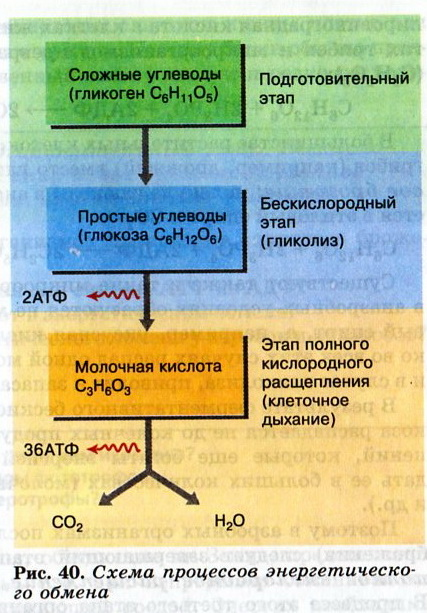 Сложные углеводы
(гликоген C₆H₁₁O₅)
Подготовительный
этап
Простые углеводы
(глюкоза C₆H₁₂O₆)
Бескислородный
этап
(гликолиз)
2АТФ
Молочная кислота
C₃H₆O₃
Этап полного
кислородного
расщепления
(клеточное
дыхание)
36АТФ
CO₂
H₂O
Рис. 40. Схема процессов энергетическо-
го обмена